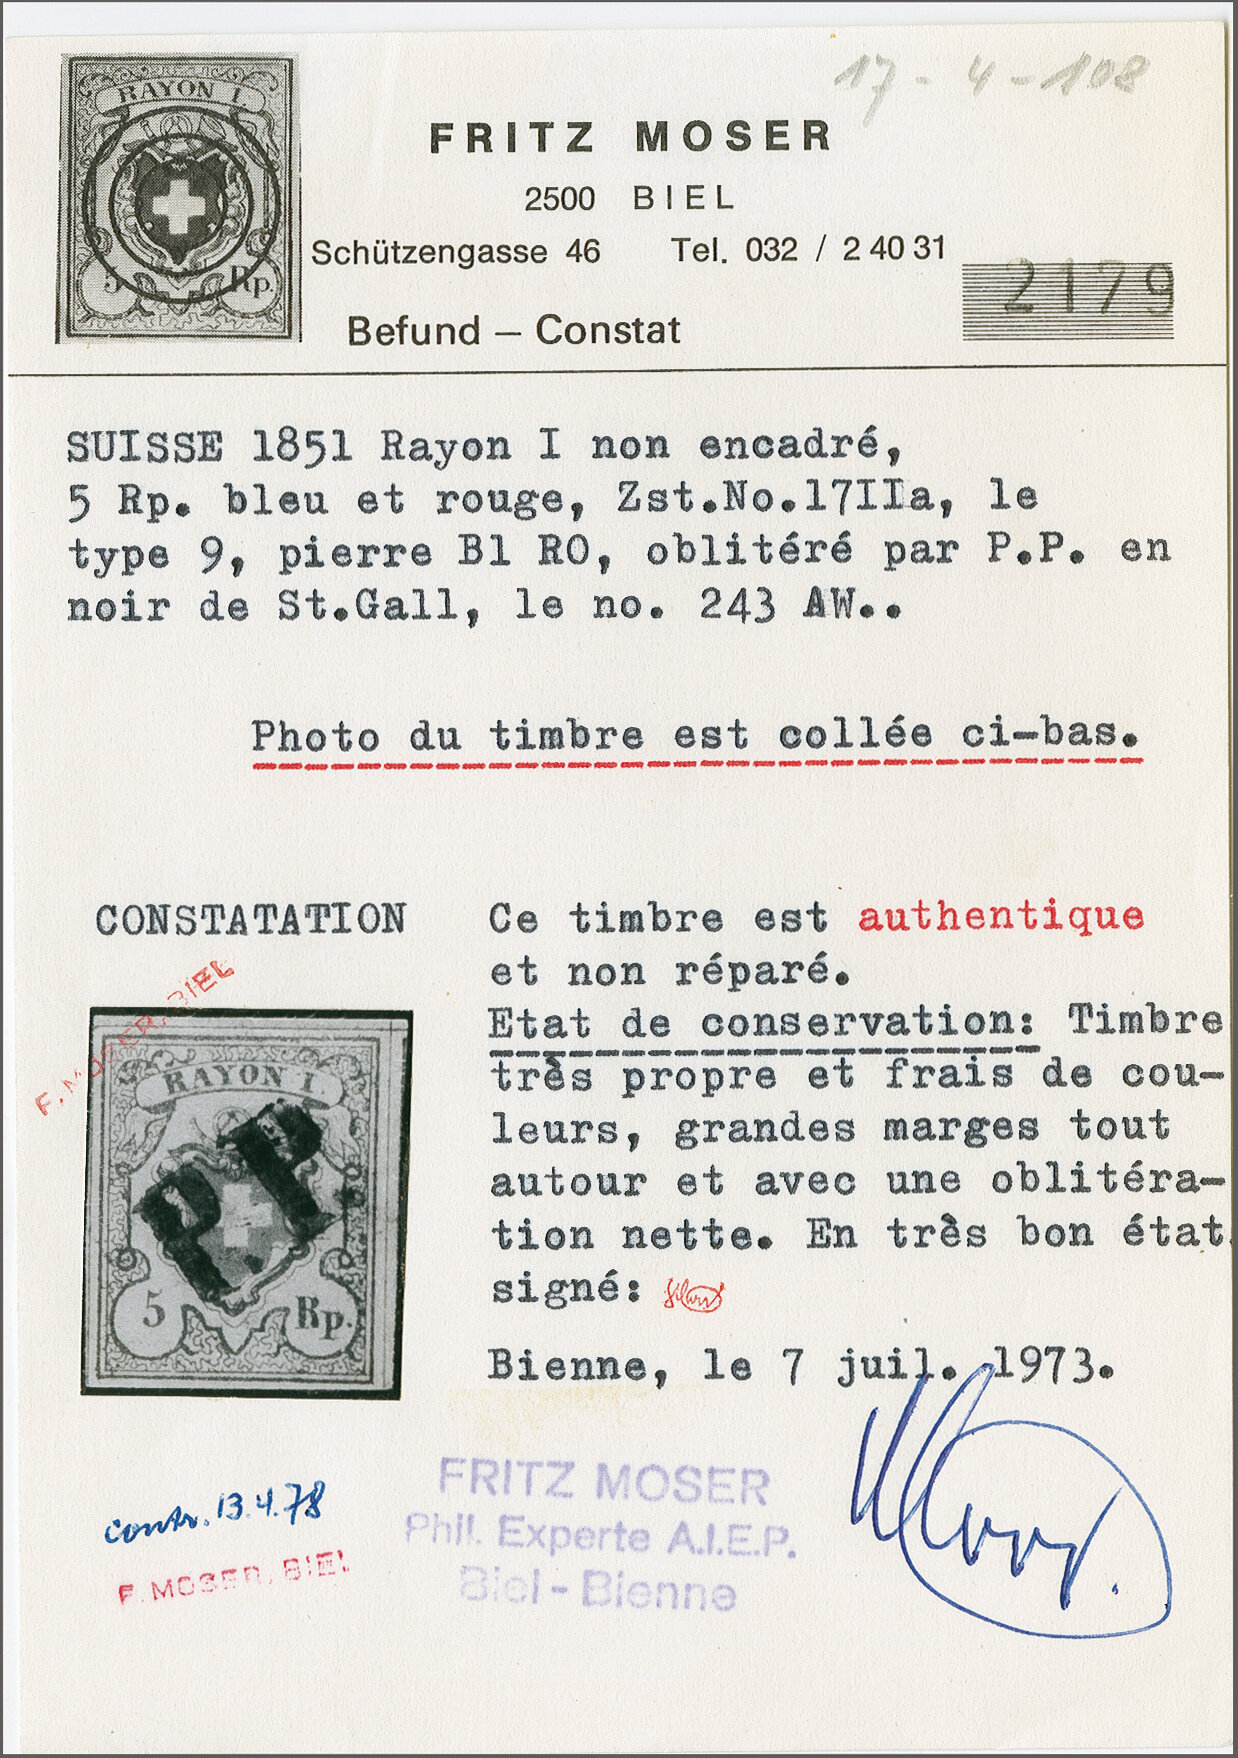 17-4-108
RAYON I.
5 Rp.
FRITZ MOSER
2500 BIEL
Schützengasse 46 Tel. 032 / 2 40 31
2179
Befund – Constat
SUISSE 1851 Rayon I non encadré,
5 Rp. bleu et rouge, Zst.No.17IIa, le
type 9, pierre B1 RO, oblitéré par P.P. en
noir de St.Gall, le no. 243 AW..
Photo du timbre est collée ci-bas.
CONSTATATION
Ce timbre est authentique
et non réparé.
Etat de conservation: Timbre
très propre et frais de cou-
leurs, grandes marges tout
autour et avec une oblitéra-
tion nette. En très bon état
signé:
Bienne, le 7 juil. 1973.
F. MOSER, BIEL
RAYON I.
PP
5 Rp.
contr. 13.4.78
F. MOSER, BIEL
FRITZ MOSER
Phil. Experte A.I.E.P.
Biel - Bienne